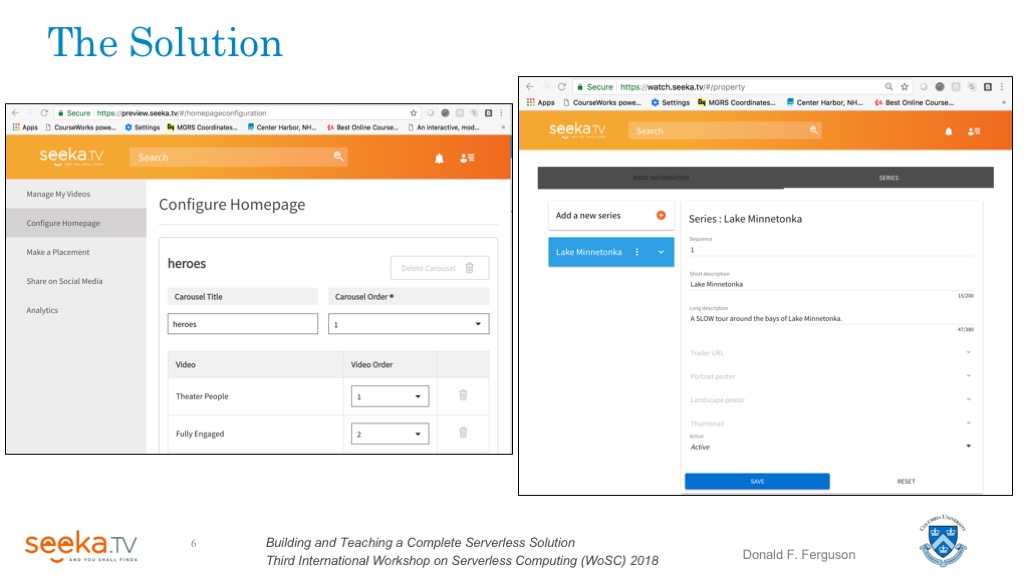 The Solution
Secure https://preview.seeka.tv/#/homepageconfiguration
Apps CourseWorks powe... Settings MGRS Coordinates... Center Harbor, NH... Best Online Course... An interactive, mod... »
seeka.TV
Search
Manage My Videos
Configure Homepage
Make a Placement
Share on Social Media
Analytics
Configure Homepage
heroes
Delete Carousel
Carousel Title Carousel Order *
heroes 1
Video Video Order
Theater People 1
Fully Engaged 2
Secure https://watch.seeka.tv/#/property
Apps CourseWorks powe... Settings MGRS Coordinates... Center Harbor, NH... Best Online Course... »
seeka.TV
Search
BASIC INFORMATION SERIES
Add a new series
Lake Minnetonka
Series : Lake Minnetonka
Sequence
1
Short description
Lake Minnetonka
15/200
Long description
A SLOW tour around the bays of Lake Minnetonka.
47/380
Trailer URL
Portrait poster
Landscape poster
Thumbnail
Active
Active
SAVE RESET
seeka.TV
AND YOU SHALL FINDA
6
Building and Teaching a Complete Serverless Solution
Third International Workshop on Serverless Computing (WoSC) 2018
Donald F. Ferguson
COLUMBIA UNIVERSITY